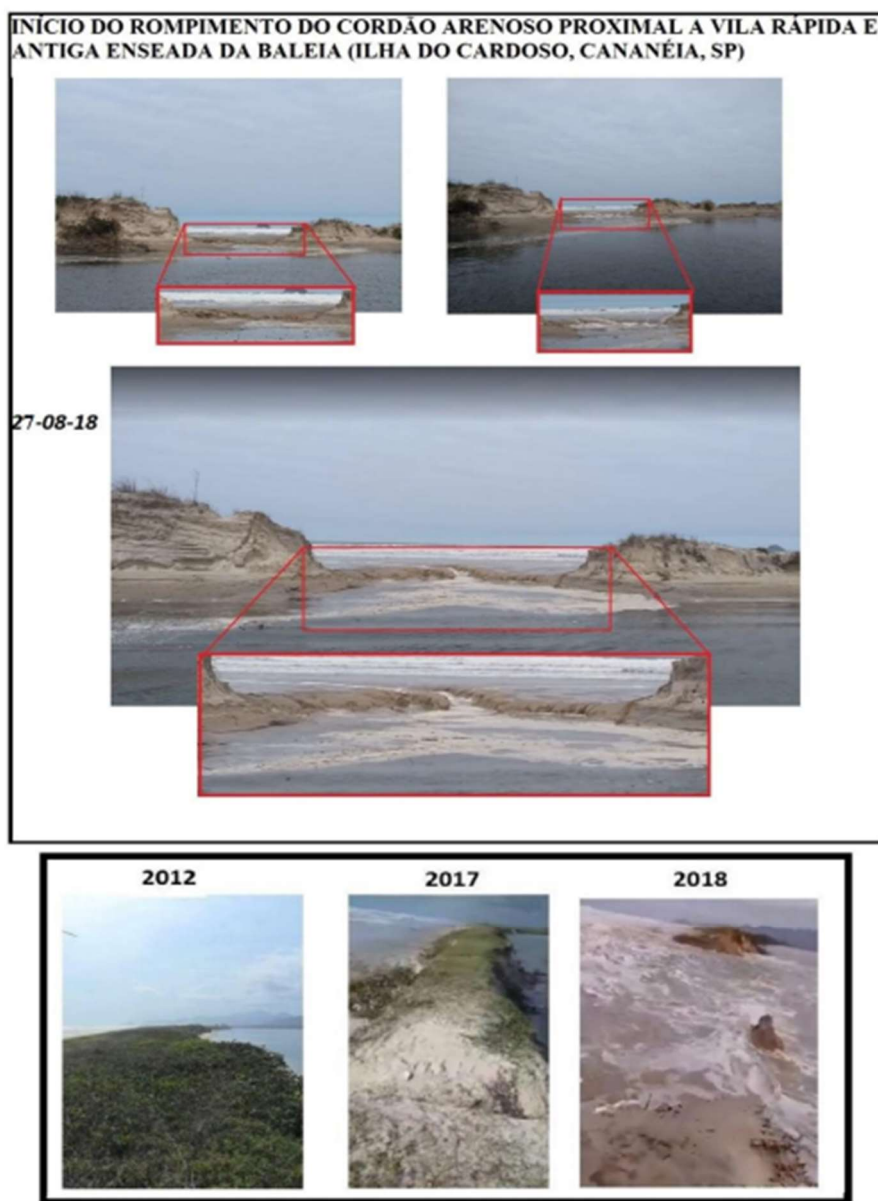 INÍCIO DO ROMPIMENTO DO CORDÃO ARENOSO PROXIMAL A VILA RÁPIDA E
ANTIGA ENSEADA DA BALEIA (ILHA DO CARDOSO, CANANÉIA, SP)
27-08-18
2012
2017
2018